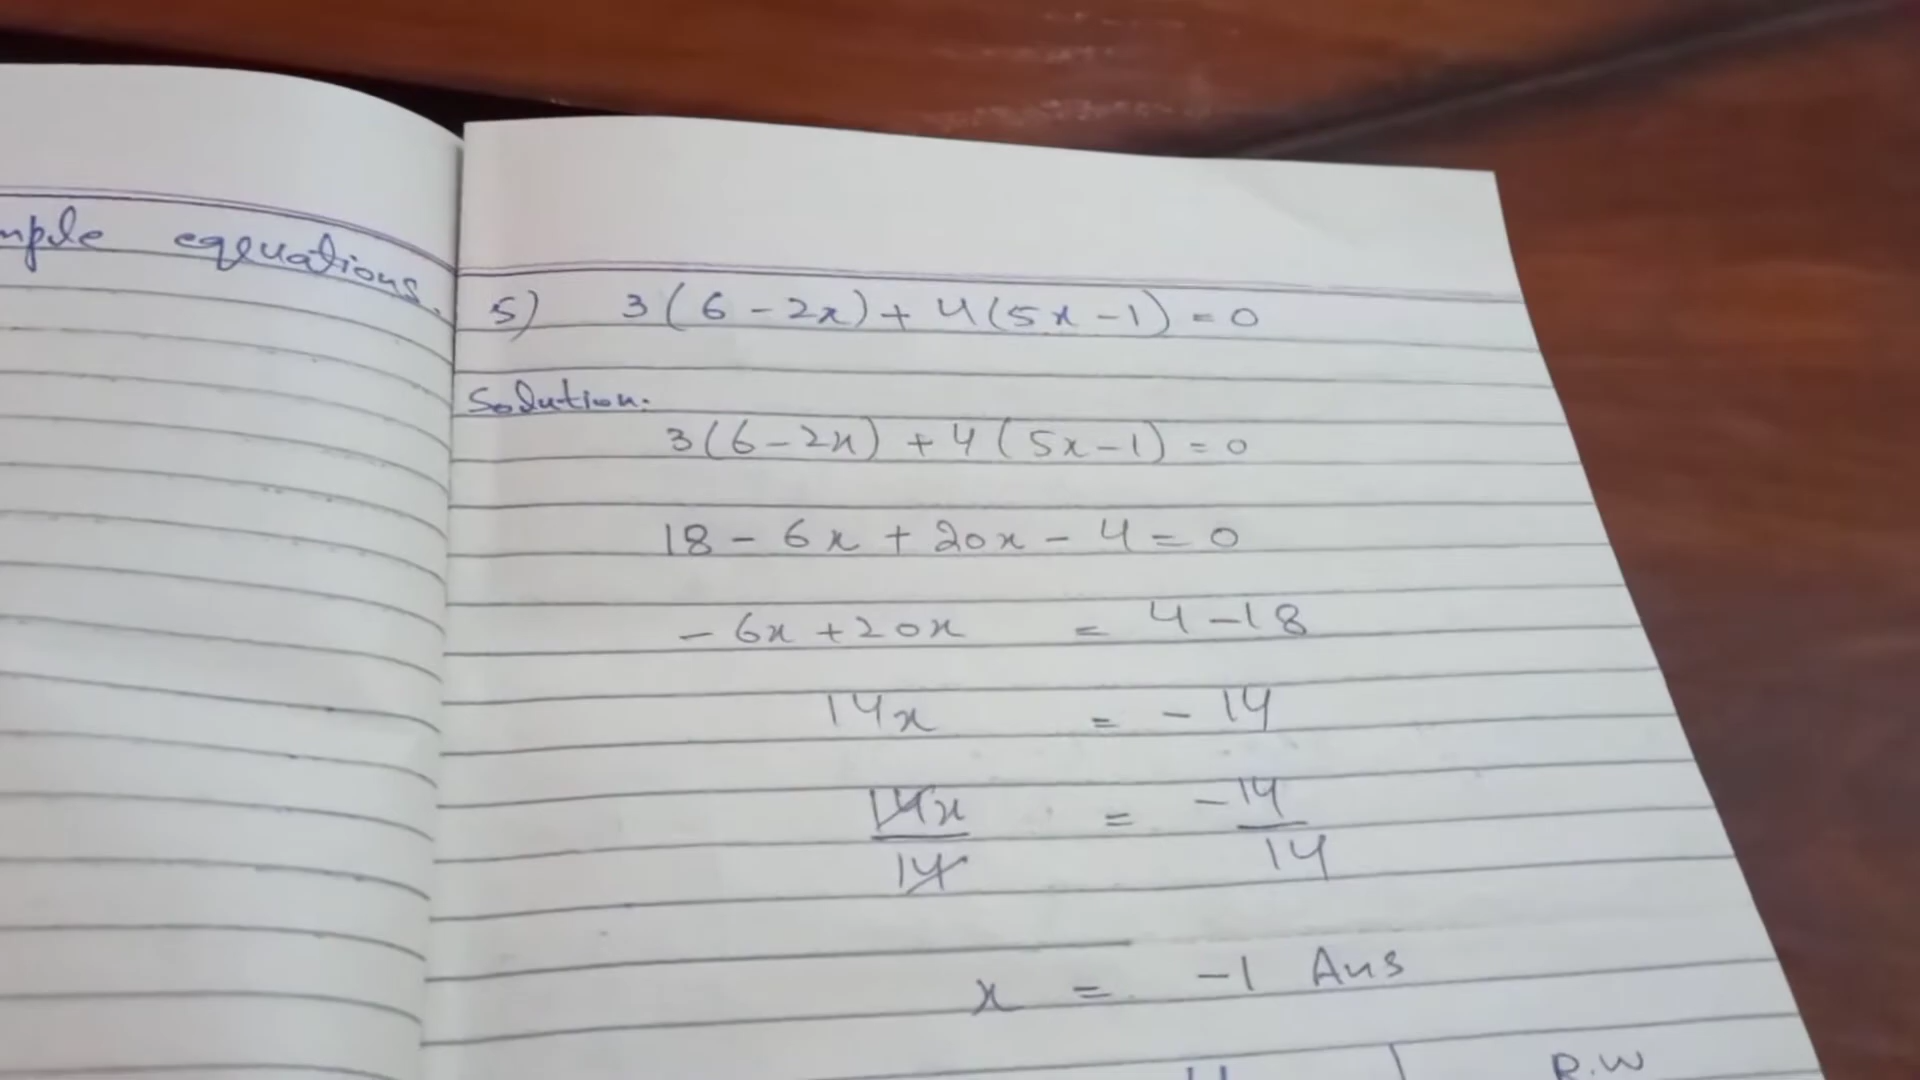 equations.
5) 3(6-2x)+4(5x-1)=0
Solution:
3(6-2x)+4(5x-1)=0
18-6x+20x-4=0
-6x+20x = 4-18
14x = -14
14x/14 = -14/14
x = -1 Ans
R.W